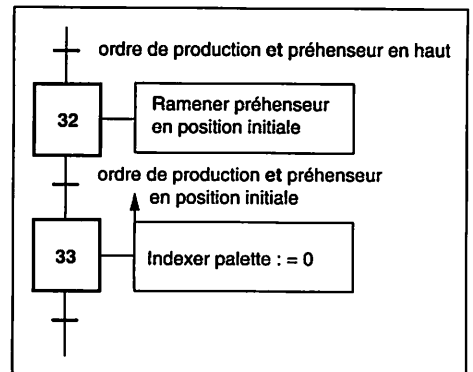 ordre de production et préhenseur en haut
32
Ramener préhenseur
en position initiale
ordre de production et préhenseur
en position initiale
33
Indexer palette : = 0